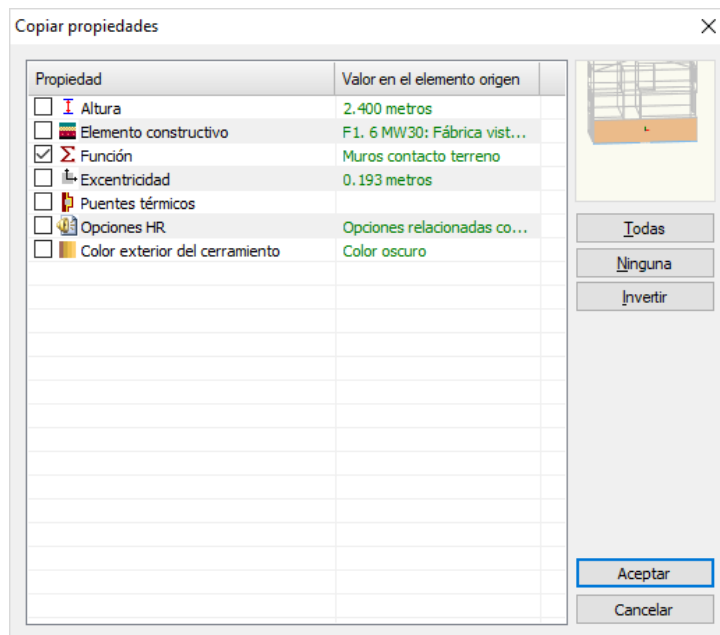 Copiar propiedades
Propiedad Valor en el elemento origen
Altura 2.400 metros
Elemento constructivo F1. 6 MW30: Fábrica vist...
Función Muros contacto terreno
Excentricidad 0.193 metros
Puentes térmicos
Opciones HR Opciones relacionadas co...
Color exterior del cerramiento Color oscuro
Todas
Ninguna
Invertir
Aceptar
Cancelar